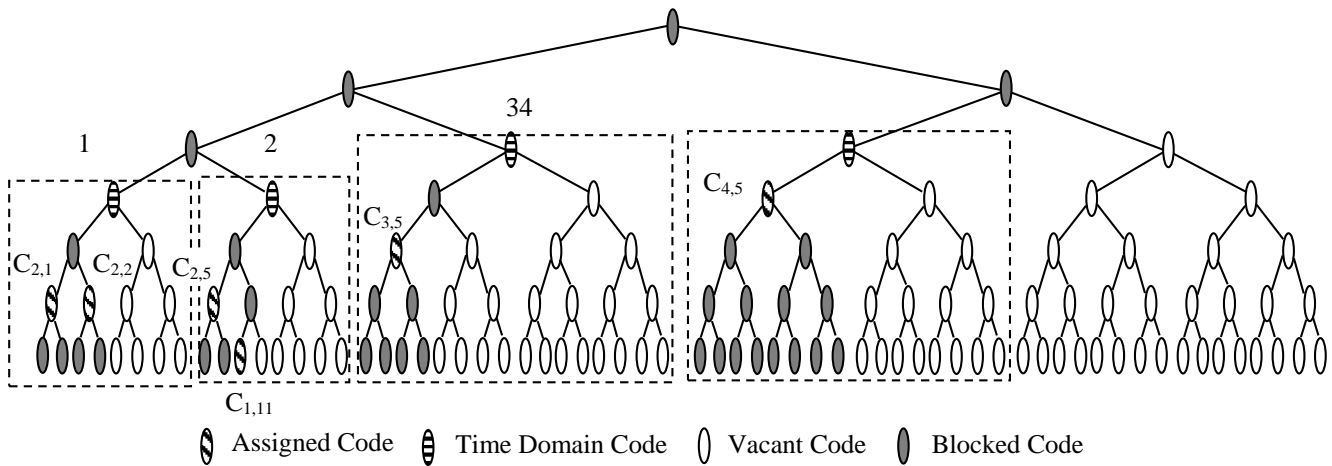 34
1
2
C4,5
C3,5
C2,1
C2,2
C2,5
C1,11
Assigned Code
Time Domain Code
Vacant Code
Blocked Code